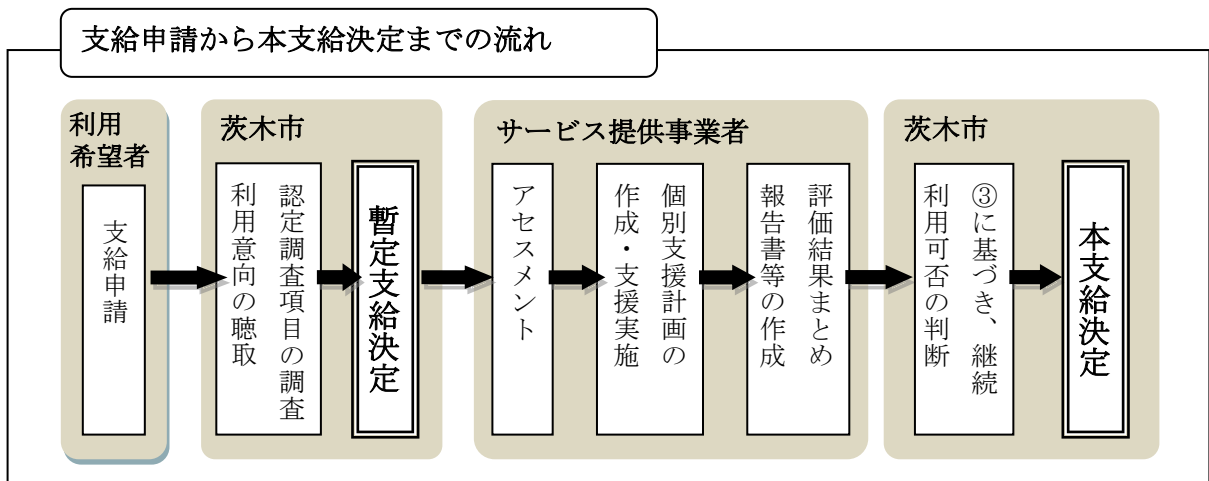 支給申請から本支給決定までの流れ
利用
希望者
支給申請
茨木市
認定調査項目の調査
利用意向の聴取
暫定支給決定
サービス提供事業者
アセスメント
個別支援計画の
作成・支援実施
評価結果まとめ
報告書等の作成
茨木市
③に基づき、継続
利用可否の判断
本支給決定